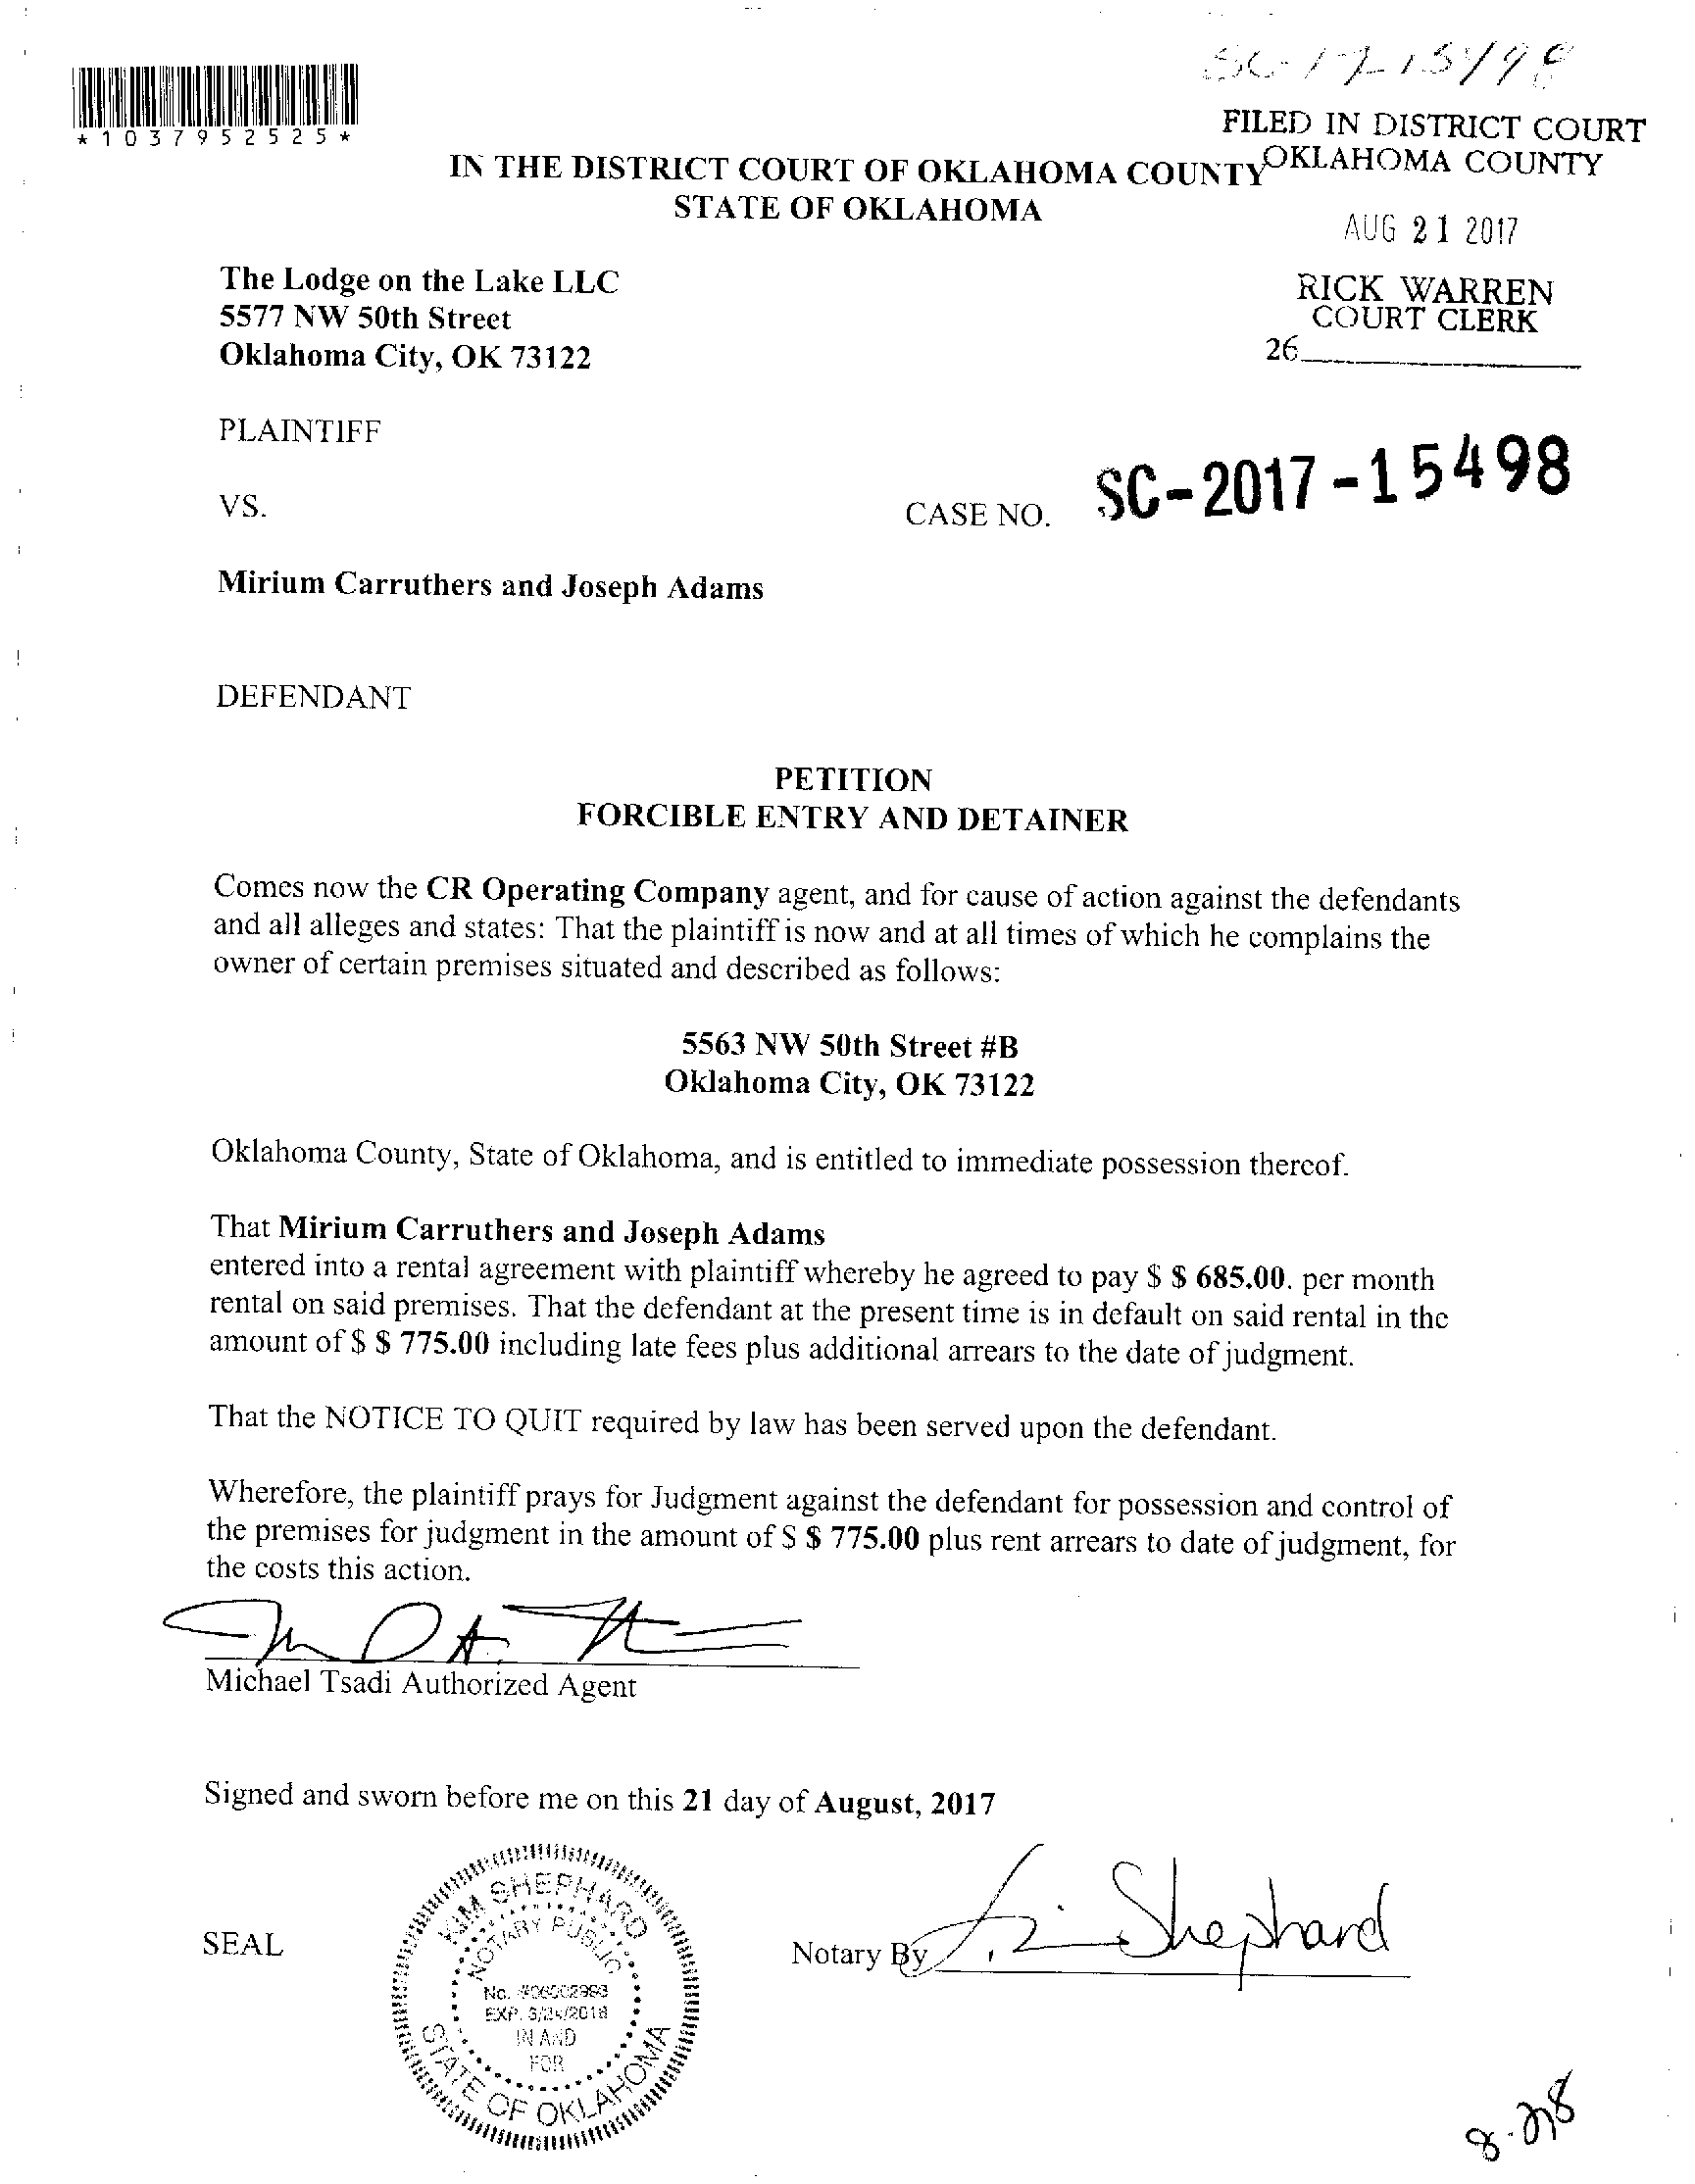 *1037952525*
FILED IN DISTRICT COURT
OKLAHOMA COUNTY
IN THE DISTRICT COURT OF OKLAHOMA COUNTY
STATE OF OKLAHOMA
AUG 21 2017
RICK WARREN
COURT CLERK
26
The Lodge on the Lake LLC
5577 NW 50th Street
Oklahoma City, OK 73122
PLAINTIFF
VS.
CASE NO. SC-2017-15498
Mirium Carruthers and Joseph Adams
DEFENDANT
PETITION
FORCIBLE ENTRY AND DETAINER
Comes now the CR Operating Company agent, and for cause of action against the defendants
and all alleges and states: That the plaintiff is now and at all times of which he complains the
owner of certain premises situated and described as follows:
5563 NW 50th Street #B
Oklahoma City, OK 73122
Oklahoma County, State of Oklahoma, and is entitled to immediate possession thereof.
That Mirium Carruthers and Joseph Adams
entered into a rental agreement with plaintiff whereby he agreed to pay $ $ 685.00. per month
rental on said premises. That the defendant at the present time is in default on said rental in the
amount of $ $ 775.00 including late fees plus additional arrears to the date of judgment.
That the NOTICE TO QUIT required by law has been served upon the defendant.
Wherefore, the plaintiff prays for Judgment against the defendant for possession and control of
the premises for judgment in the amount of $ $ 775.00 plus rent arrears to date of judgment, for
the costs this action.
Michael Tsadi Authorized Agent
Signed and sworn before me on this 21 day of August, 2017
SEAL
KIM SHEPHARD
NOTARY PUBLIC
No.
EXP.
IN AND
FOR
STATE OF OKLAHOMA
Notary By Shephard